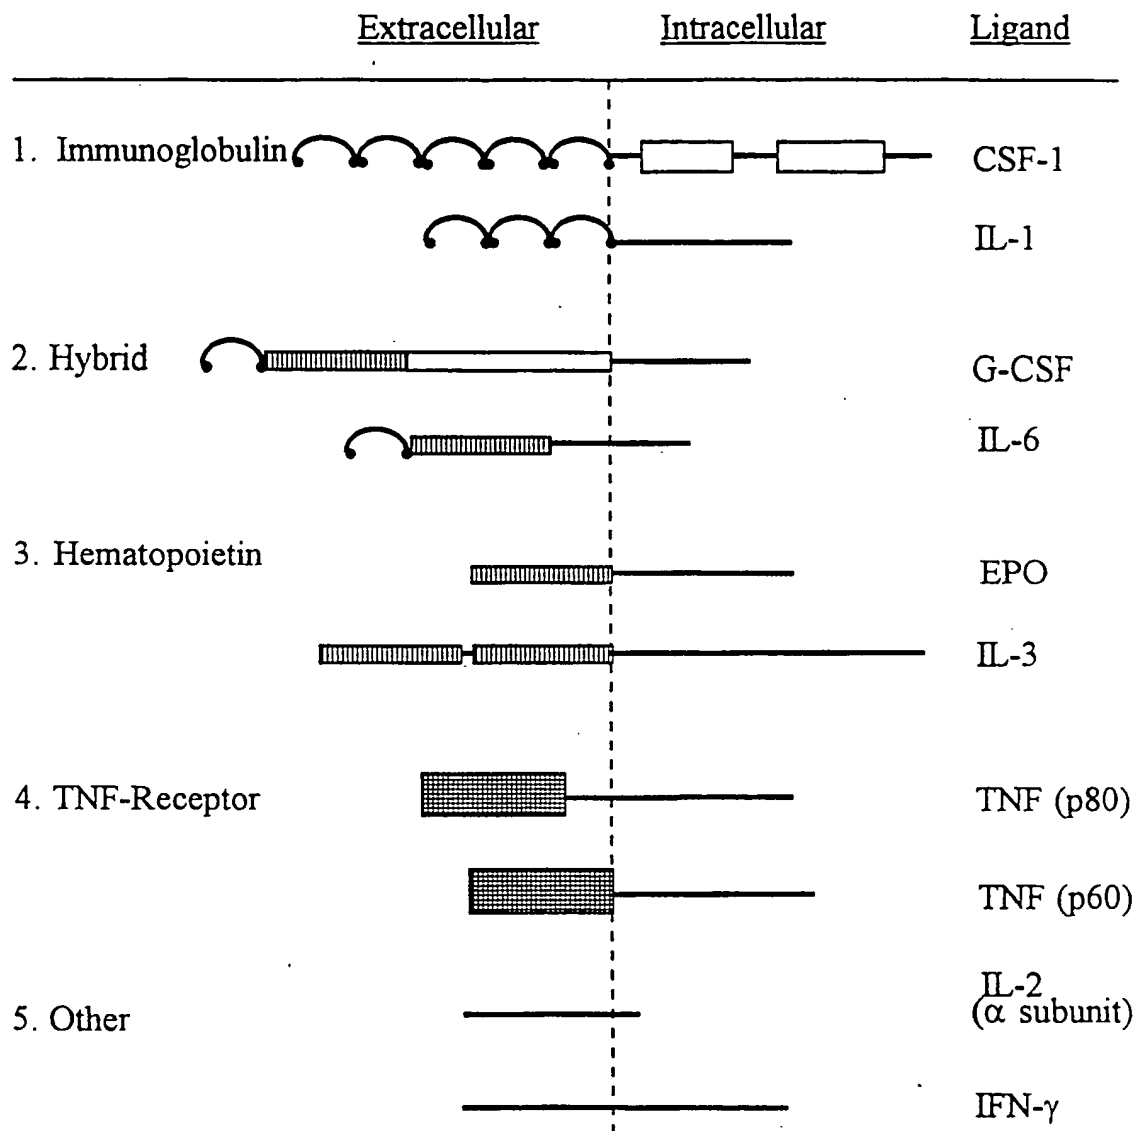 Extracellular Intracellular Ligand
1. Immunoglobulin CSF-1
IL-1
2. Hybrid G-CSF
IL-6
3. Hematopoietin
EPO
IL-3
4. TNF-Receptor TNF (p80)
TNF (p60)
IL-2
5. Other (α subunit)
IFN-γ